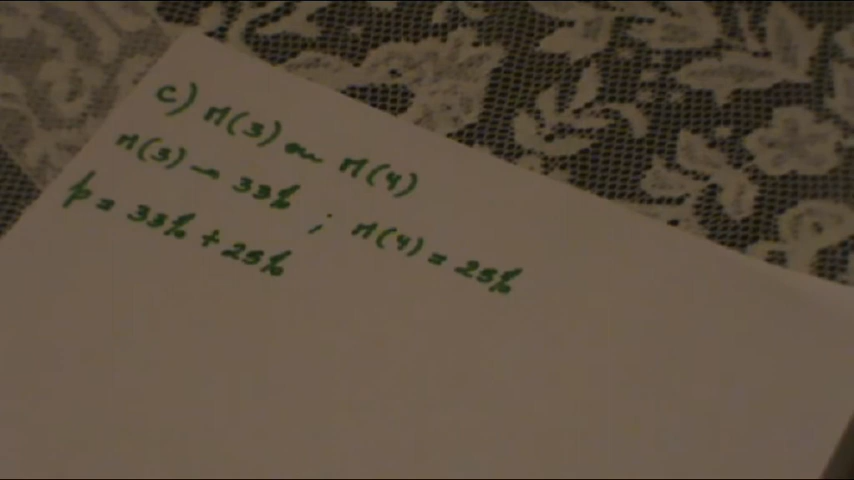 c) M(3) ou M(4)
M(3) → 33% ; M(4) = 25%
p = 33% + 25%